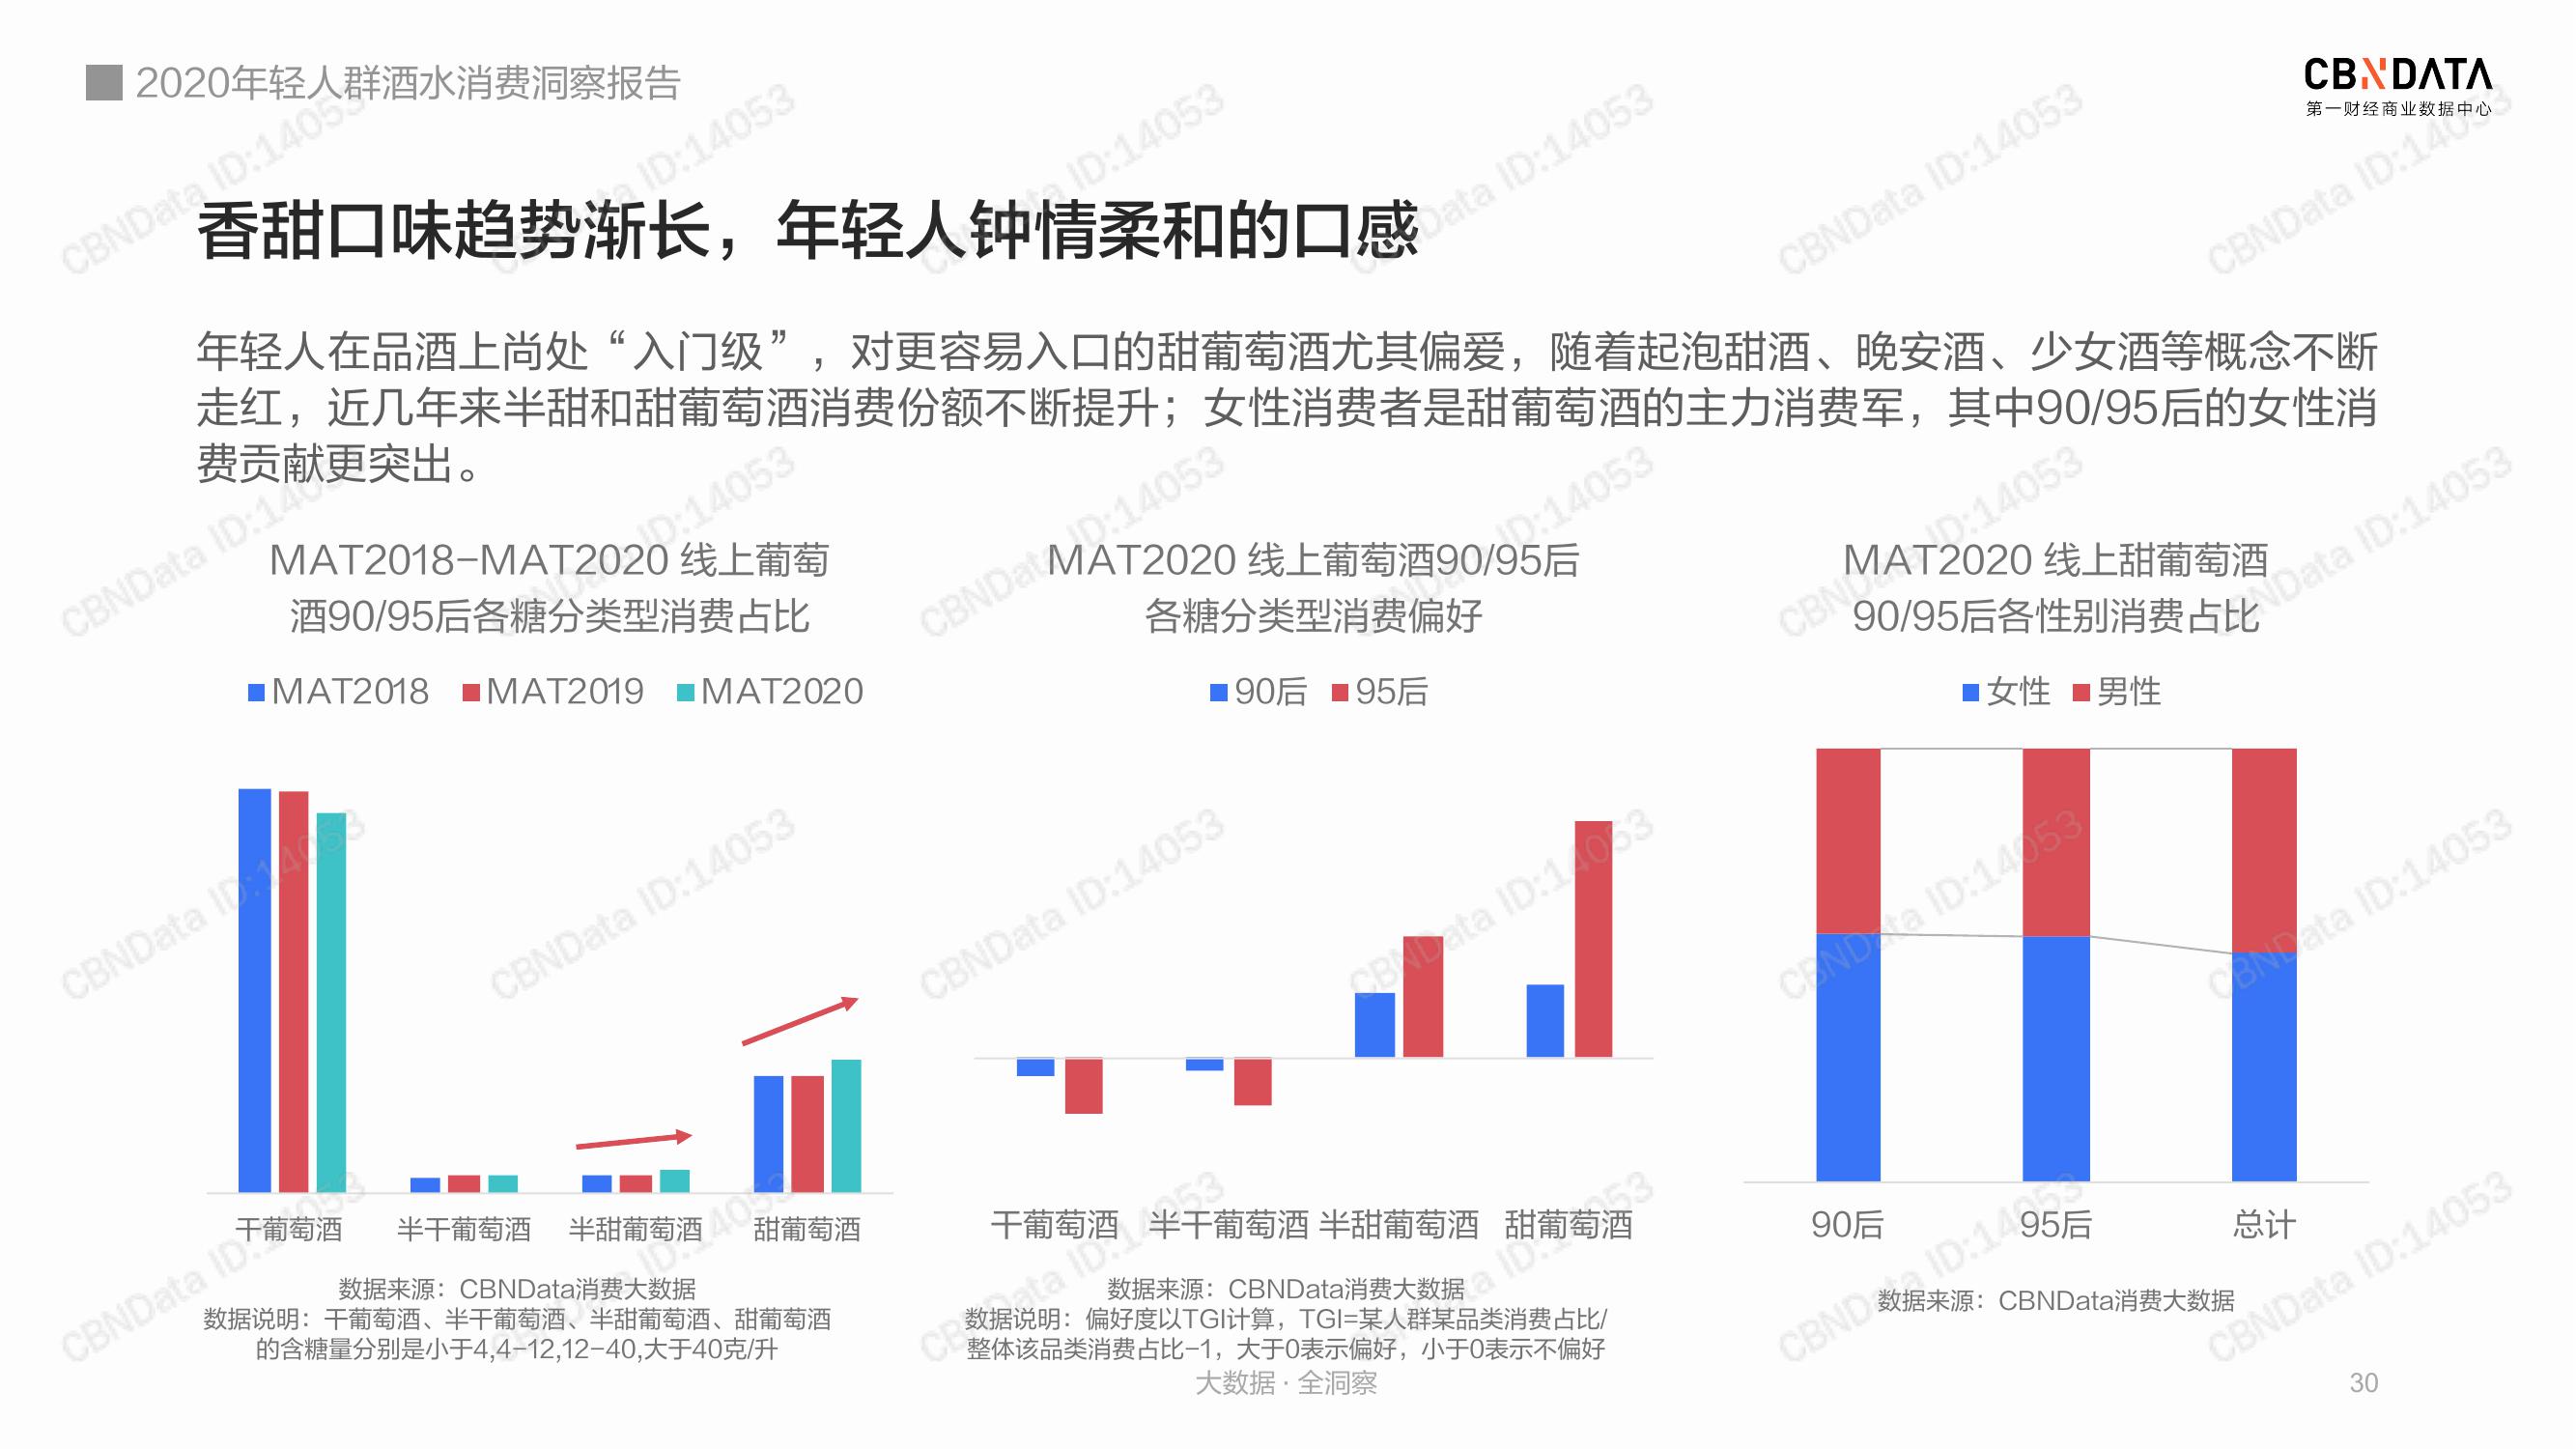 2020年轻人群酒水消费洞察报告
CBNDATA
第一财经商业数据中心
香甜口味趋势渐长，年轻人钟情柔和的口感
年轻人在品酒上尚处“入门级”，对更容易入口的甜葡萄酒尤其偏爱，随着起泡甜酒、晚安酒、少女酒等概念不断
走红，近几年来半甜和甜葡萄酒消费份额不断提升；女性消费者是甜葡萄酒的主力消费军，其中90/95后的女性消
费贡献更突出。
MAT2018-MAT2020 线上葡萄
酒90/95后各糖分类型消费占比
MAT2018 MAT2019 MAT2020
干葡萄酒 半干葡萄酒 半甜葡萄酒 甜葡萄酒
数据来源：CBNData消费大数据
数据说明：干葡萄酒、半干葡萄酒、半甜葡萄酒、甜葡萄酒
的含糖量分别是小于4,4-12,12-40,大于40克/升
MAT2020 线上葡萄酒90/95后
各糖分类型消费偏好
90后 95后
干葡萄酒 半干葡萄酒 半甜葡萄酒 甜葡萄酒
数据来源：CBNData消费大数据
数据说明：偏好度以TGI计算，TGI=某人群某品类消费占比/
整体该品类消费占比-1，大于0表示偏好，小于0表示不偏好
MAT2020 线上甜葡萄酒
90/95后各性别消费占比
女性 男性
90后 95后 总计
数据来源：CBNData消费大数据
大数据·全洞察
30
CBNData ID:14053